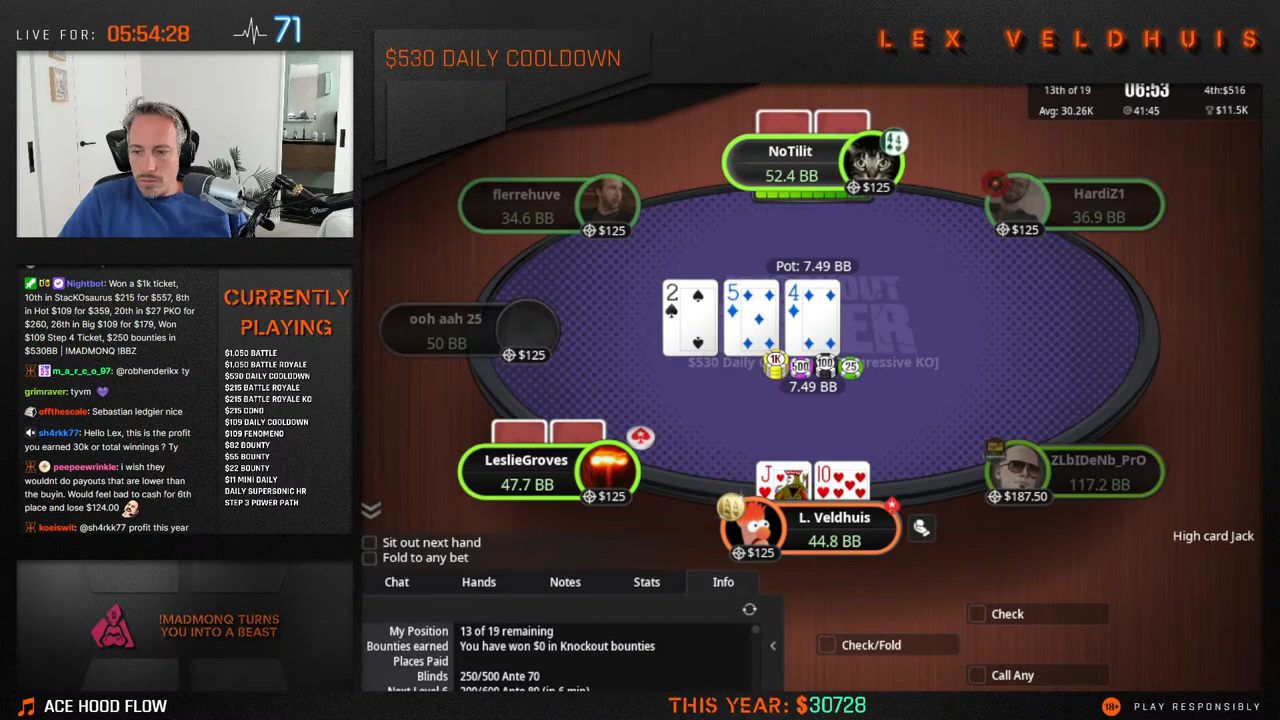 LIVE FOR: 05:54:28
71
$530 DAILY COOLDOWN
LEX VELDHUIS
13th of 19
06:53
4th:$516
Avg: 30.26K
41:45
$11.5K
NoTilit
52.4 BB
$125
flerrehuve
34.6 BB
$125
HardiZ1
36.9 BB
$125
Pot: 7.49 BB
2
5
4
ooh aah 25
50 BB
$125
1K
500
100
25
7.49 BB
LeslieGroves
47.7 BB
$125
J
10
ZLbIDeNb_PrO
117.2 BB
$187.50
L. Veldhuis
44.8 BB
$125
High card Jack
Nightbot: Won a $1k ticket,
10th in StacKOsaurus $215 for $557, 8th
in Hot $109 for $359, 20th in $27 PKO for
$260, 26th in Big $109 for $179, Won
$109 Step 4 Ticket, $250 bounties in
$530BB | !MADMONQ !BBZ
m_a_r_c_o_97: @robhenderikx ty
grimraver: tyvm
offthescale: Sebastian ledgier nice
sh4rkk77: Hello Lex, this is the profit
you earned 30k or total winnings ? Ty
peepeewrinkle: i wish they
wouldnt do payouts that are lower than
the buyin. Would feel bad to cash for 6th
place and lose $124.00
koeiswit: @sh4rkk77 profit this year
CURRENTLY
PLAYING
$1.050 BATTLE
$1.050 BATTLE ROYALE
$530 DAILY COOLDOWN
$215 BATTLE ROYALE
$215 BATTLE ROYALE KO
$215 COND
$109 DAILY COOLDOWN
$109 FENOMENO
$82 BOUNTY
$55 BOUNTY
$22 BOUNTY
$11 MINI DAILY
DAILY SUPERSONIC HR
STEP 3 POWER PATH
Sit out next hand
Fold to any bet
Chat
Hands
Notes
Stats
Info
My Position 13 of 19 remaining
Bounties earned You have won $0 in Knockout bounties
Places Paid
Blinds 250/500 Ante 70
Check
Check/Fold
Call Any
!MADMONQ TURNS
YOU INTO A BEAST
ACE HOOD FLOW
THIS YEAR: $30728
18+ PLAY RESPONSIBLY